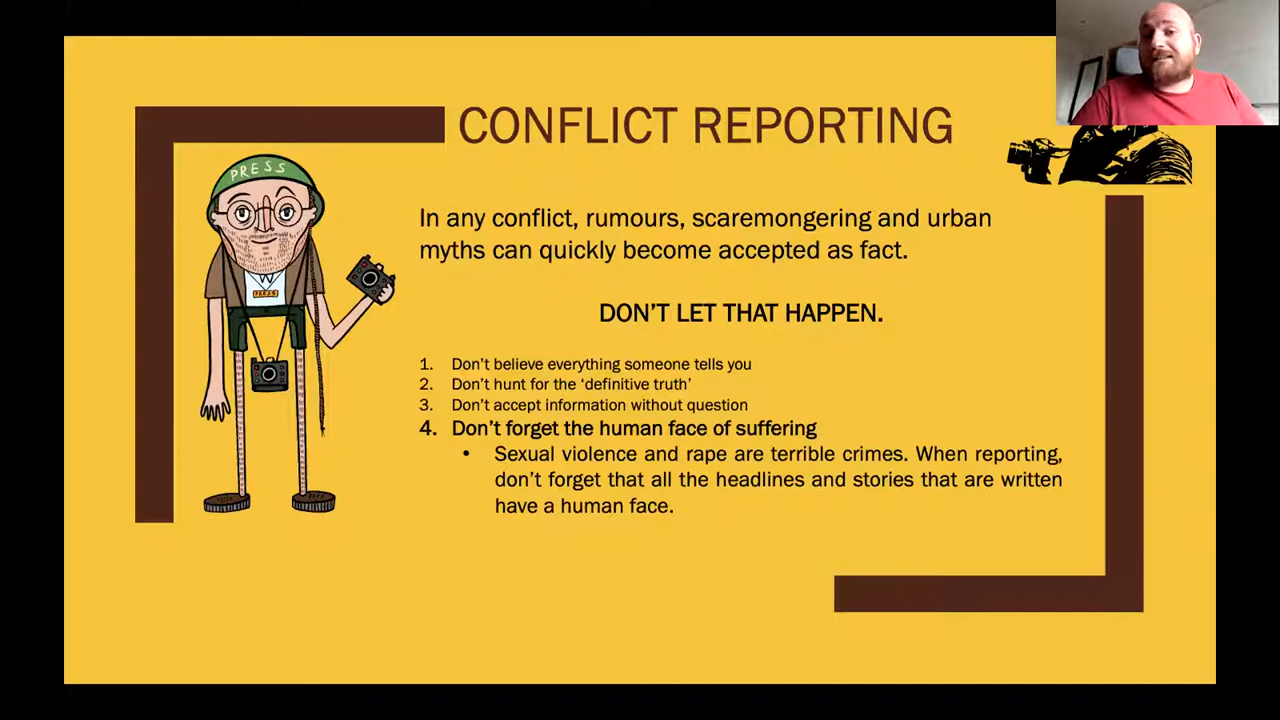 CONFLICT REPORTING
PRESS
PRESS
In any conflict, rumours, scaremongering and urban
myths can quickly become accepted as fact.
DON'T LET THAT HAPPEN.
1. Don't believe everything someone tells you
2. Don't hunt for the 'definitive truth'
3. Don't accept information without question
4. Don't forget the human face of suffering
• Sexual violence and rape are terrible crimes. When reporting,
don't forget that all the headlines and stories that are written
have a human face.